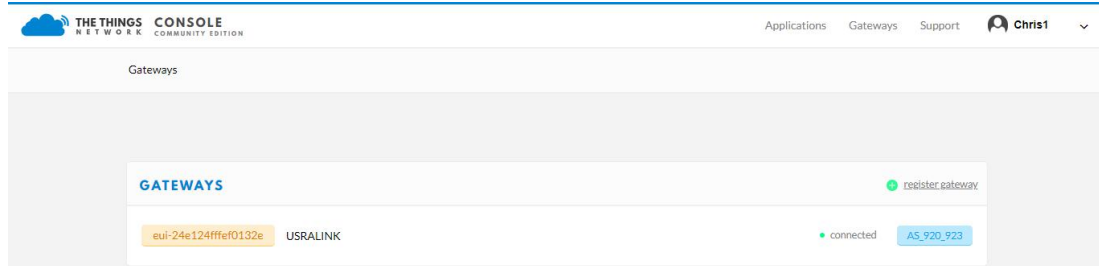 THE THINGS NETWORK CONSOLE COMMUNITY EDITION
Applications Gateways Support Chris1
Gateways
GATEWAYS
register gateway
eui-24e124fffef0132e USRALINK connected AS_920_923